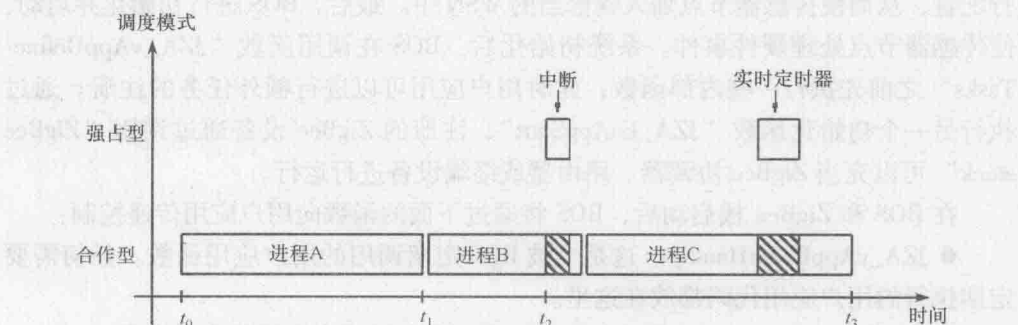 调度模式
中断
实时定时器
强占型
合作型
进程A
进程B
进程C
t₀
t₁
t₂
t₃
时间